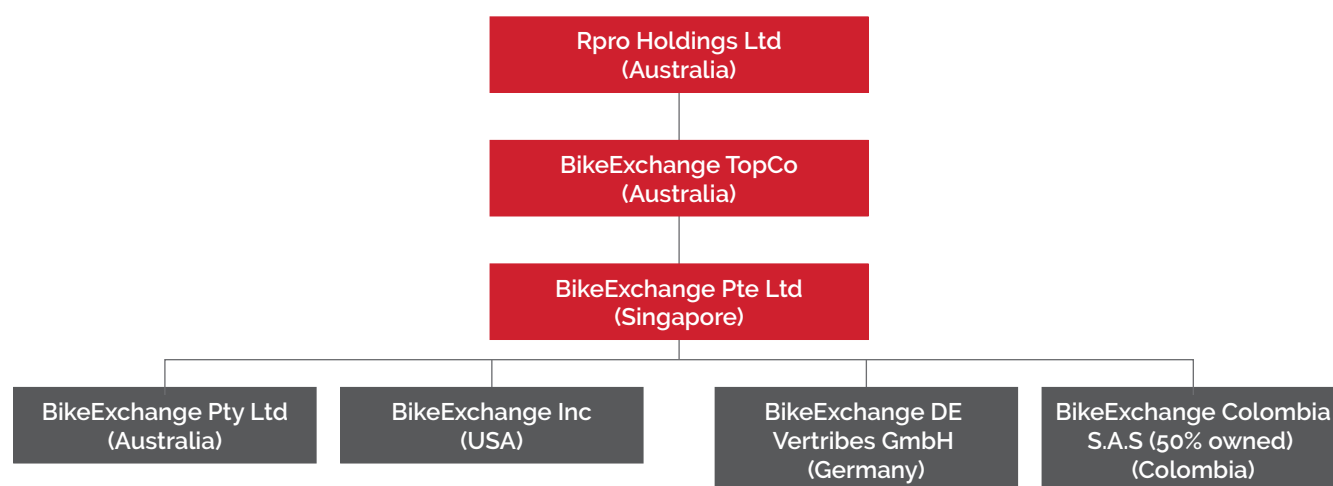 Rpro Holdings Ltd
(Australia)
BikeExchange TopCo
(Australia)
BikeExchange Pte Ltd
(Singapore)
BikeExchange Pty Ltd
(Australia)
BikeExchange Inc
(USA)
BikeExchange DE
Vertribes GmbH
(Germany)
BikeExchange Colombia
S.A.S (50% owned)
(Colombia)